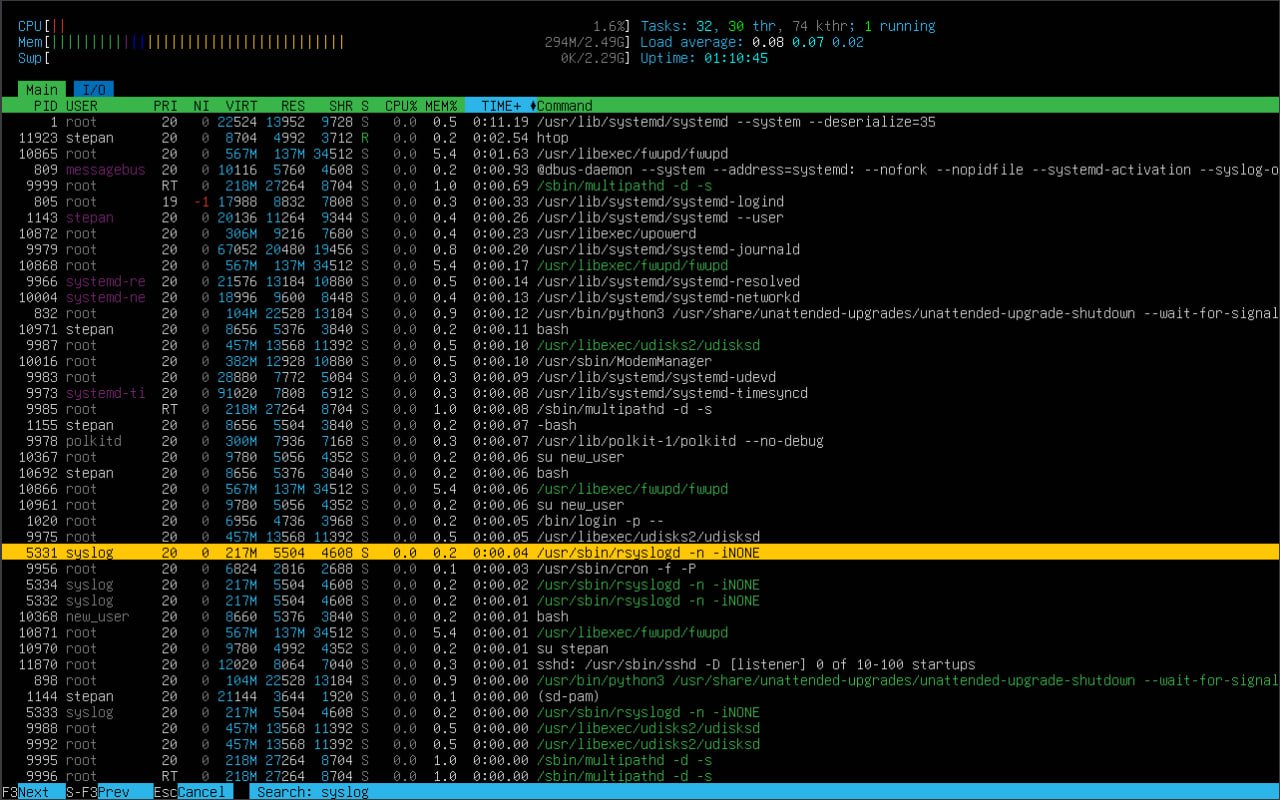 CPU[|| 1.6%] Tasks: 32, 30 thr, 74 kthr; 1 running
Mem[||||||||||||||||||||||||||||||||||||| 294M/2.49G] Load average: 0.08 0.07 0.02
Swp[ 0K/2.29G] Uptime: 01:10:45
Main I/O
PID USER PRI NI VIRT RES SHR S CPU% MEM% TIME+ Command
1 root 20 0 22524 13952 9728 S 0.0 0.5 0:11.19 /usr/lib/systemd/systemd --system --deserialize=35
11923 stepan 20 0 8704 4992 3712 R 0.0 0.2 0:02.54 htop
10865 root 20 0 567M 137M 34512 S 0.0 5.4 0:01.63 /usr/libexec/fwupd/fwupd
809 messagebus 20 0 10116 5760 4608 S 0.0 0.2 0:00.93 @dbus-daemon --system --address=systemd: --nofork --nopidfile --systemd-activation --syslog-o
9999 root RT 0 218M 27264 8704 S 0.0 1.0 0:00.69 /sbin/multipathd -d -s
805 root 19 -1 17988 8832 7808 S 0.0 0.3 0:00.33 /usr/lib/systemd/systemd-logind
1143 stepan 20 0 20136 11264 9344 S 0.0 0.4 0:00.26 /usr/lib/systemd/systemd --user
10872 root 20 0 306M 9216 7680 S 0.0 0.4 0:00.23 /usr/libexec/upowerd
9979 root 20 0 67052 20480 19456 S 0.0 0.8 0:00.20 /usr/lib/systemd/systemd-journald
10868 root 20 0 567M 137M 34512 S 0.0 5.4 0:00.17 /usr/libexec/fwupd/fwupd
9966 systemd-re 20 0 21576 13184 10880 S 0.0 0.5 0:00.14 /usr/lib/systemd/systemd-resolved
10004 systemd-ne 20 0 18996 9600 8448 S 0.0 0.4 0:00.13 /usr/lib/systemd/systemd-networkd
832 root 20 0 104M 22528 13184 S 0.0 0.9 0:00.12 /usr/bin/python3 /usr/share/unattended-upgrades/unattended-upgrade-shutdown --wait-for-signal
10971 stepan 20 0 8656 5376 3840 S 0.0 0.2 0:00.11 bash
9987 root 20 0 457M 13568 11392 S 0.0 0.5 0:00.10 /usr/libexec/udisks2/udisksd
10016 root 20 0 382M 12928 10880 S 0.0 0.5 0:00.10 /usr/sbin/ModemManager
9983 root 20 0 28880 7772 5084 S 0.0 0.3 0:00.09 /usr/lib/systemd/systemd-udevd
9973 systemd-ti 20 0 91020 7808 6912 S 0.0 0.3 0:00.08 /usr/lib/systemd/systemd-timesyncd
9985 root RT 0 218M 27264 8704 S 0.0 1.0 0:00.08 /sbin/multipathd -d -s
1155 stepan 20 0 8656 5504 3840 S 0.0 0.2 0:00.07 -bash
9978 polkitd 20 0 300M 7936 7168 S 0.0 0.3 0:00.07 /usr/lib/polkit-1/polkitd --no-debug
10367 root 20 0 9780 5056 4352 S 0.0 0.2 0:00.06 su new_user
10692 stepan 20 0 8656 5376 3840 S 0.0 0.2 0:00.06 bash
10866 root 20 0 567M 137M 34512 S 0.0 5.4 0:00.06 /usr/libexec/fwupd/fwupd
10961 root 20 0 9780 5056 4352 S 0.0 0.2 0:00.06 su new_user
1020 root 20 0 6956 4736 3968 S 0.0 0.2 0:00.05 /bin/login -p --
9975 root 20 0 457M 13568 11392 S 0.0 0.5 0:00.05 /usr/libexec/udisks2/udisksd
5331 syslog 20 0 217M 5504 4608 S 0.0 0.2 0:00.04 /usr/sbin/rsyslogd -n -iNONE
9956 root 20 0 6824 2816 2688 S 0.0 0.1 0:00.03 /usr/sbin/cron -f -P
5334 syslog 20 0 217M 5504 4608 S 0.0 0.2 0:00.02 /usr/sbin/rsyslogd -n -iNONE
5332 syslog 20 0 217M 5504 4608 S 0.0 0.2 0:00.01 /usr/sbin/rsyslogd -n -iNONE
10368 new_user 20 0 8660 5376 3840 S 0.0 0.2 0:00.01 bash
10871 root 20 0 567M 137M 34512 S 0.0 5.4 0:00.01 /usr/libexec/fwupd/fwupd
10970 root 20 0 9780 4992 4352 S 0.0 0.2 0:00.01 su stepan
11870 root 20 0 12020 8064 7040 S 0.0 0.3 0:00.01 sshd: /usr/sbin/sshd -D [listener] 0 of 10-100 startups
898 root 20 0 104M 22528 13184 S 0.0 0.9 0:00.00 /usr/bin/python3 /usr/share/unattended-upgrades/unattended-upgrade-shutdown --wait-for-signal
1144 stepan 20 0 21144 3644 1920 S 0.0 0.1 0:00.00 (sd-pam)
5333 syslog 20 0 217M 5504 4608 S 0.0 0.2 0:00.00 /usr/sbin/rsyslogd -n -iNONE
9988 root 20 0 457M 13568 11392 S 0.0 0.5 0:00.00 /usr/libexec/udisks2/udisksd
9992 root 20 0 457M 13568 11392 S 0.0 0.5 0:00.00 /usr/libexec/udisks2/udisksd
9995 root 20 0 218M 27264 8704 S 0.0 1.0 0:00.00 /sbin/multipathd -d -s
9996 root RT 0 218M 27264 8704 S 0.0 1.0 0:00.00 /sbin/multipathd -d -s
F3Next S-F3Prev EscCancel Search: syslog